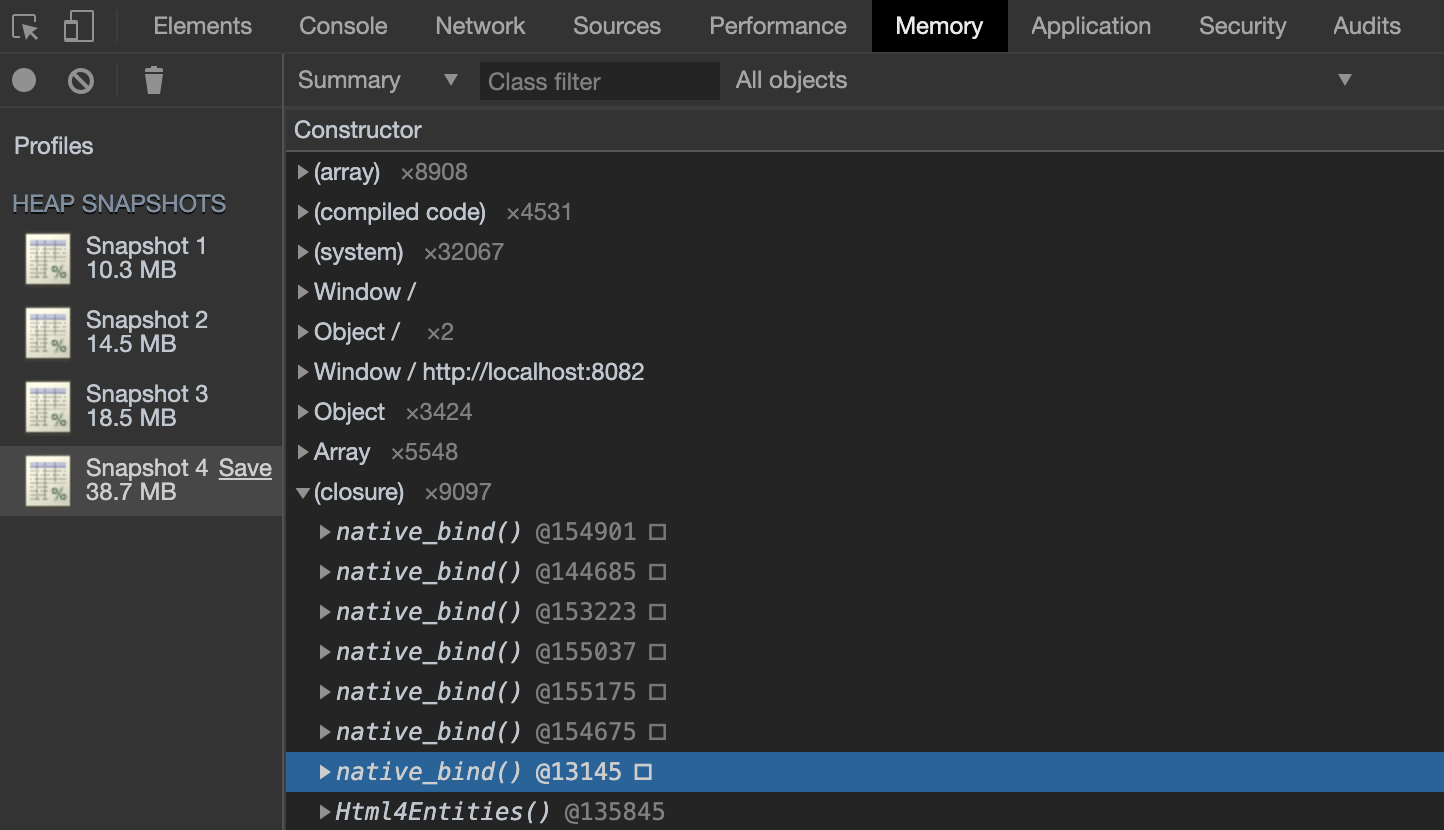 Elements Console Network Sources Performance Memory Application Security Audits
Summary ▼ Class filter All objects ▼
Profiles
HEAP SNAPSHOTS
Snapshot 1
10.3 MB
Snapshot 2
14.5 MB
Snapshot 3
18.5 MB
Snapshot 4 Save
38.7 MB
Constructor
(array) ×8908
(compiled code) ×4531
(system) ×32067
Window /
Object / ×2
Window / http://localhost:8082
Object ×3424
Array ×5548
(closure) ×9097
native_bind() @154901
native_bind() @144685
native_bind() @153223
native_bind() @155037
native_bind() @155175
native_bind() @154675
native_bind() @13145
Html4Entities() @135845